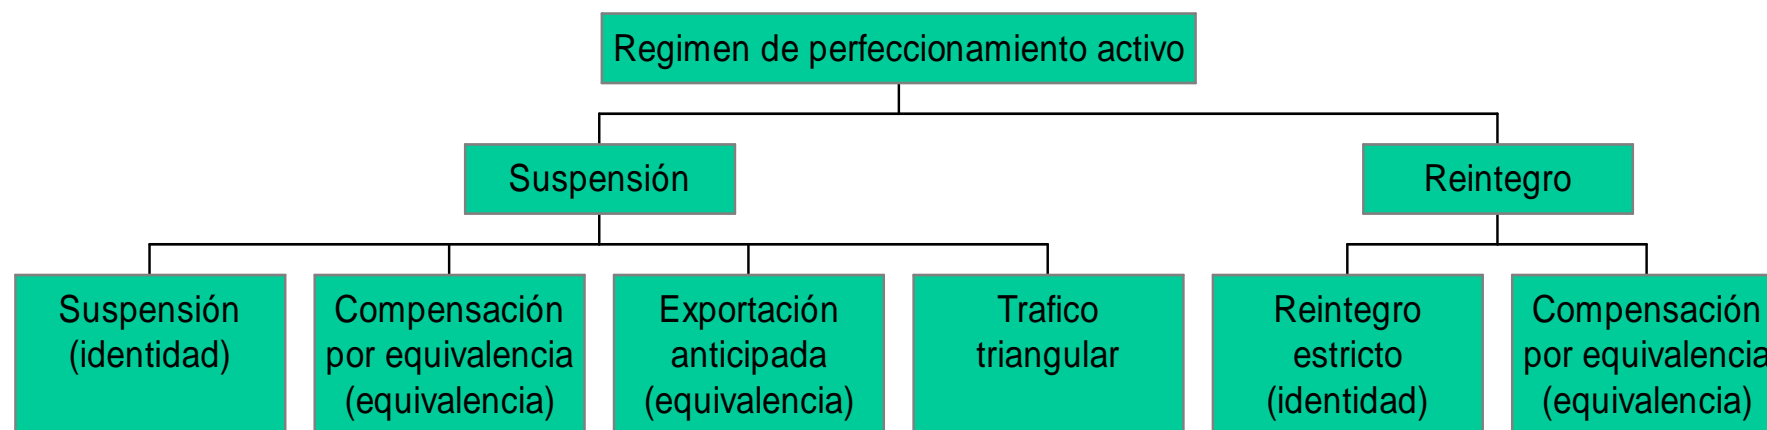 Regimen de perfeccionamiento activo
Suspensión
Reintegro
Suspensión
(identidad)
Compensación
por equivalencia
(equivalencia)
Exportación
anticipada
(equivalencia)
Trafico
triangular
Reintegro
estricto
(identidad)
Compensación
por equivalencia
(equivalencia)